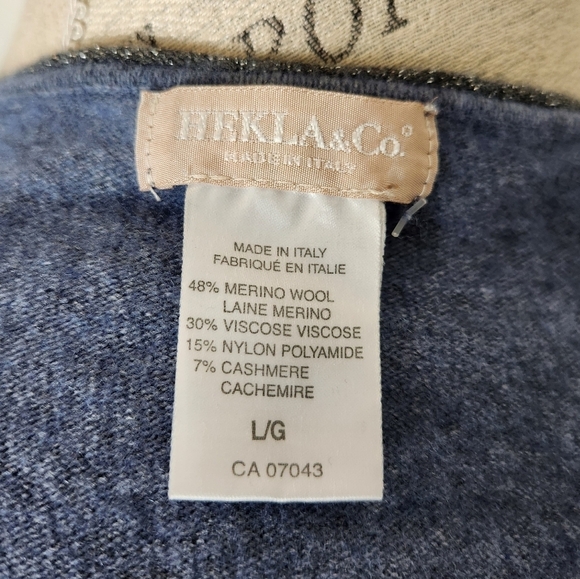 POR
HEKLA & Co.
MADE IN ITALY
MADE IN ITALY
FABRIQUÉ EN ITALIE
48% MERINO WOOL
LAINE MERINO
30% VISCOSE VISCOSE
15% NYLON POLYAMIDE
7% CASHMERE
CACHEMIRE
L/G
CA 07043